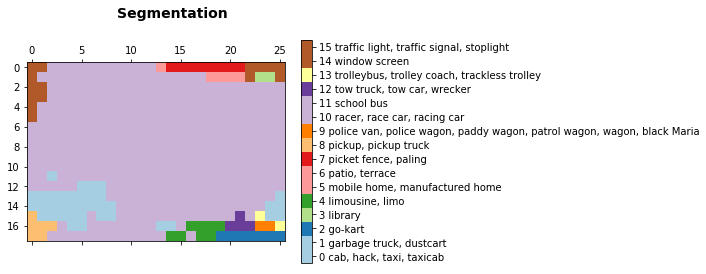 Segmentation
0 5 10 15 20 25
0
2
4
6
8
10
12
14
16
15 traffic light, traffic signal, stoplight
14 window screen
13 trolleybus, trolley coach, trackless trolley
12 tow truck, tow car, wrecker
11 school bus
10 racer, race car, racing car
9 police van, police wagon, paddy wagon, patrol wagon, wagon, black Maria
8 pickup, pickup truck
7 picket fence, paling
6 patio, terrace
5 mobile home, manufactured home
4 limousine, limo
3 library
2 go-kart
1 garbage truck, dustcart
0 cab, hack, taxi, taxicab